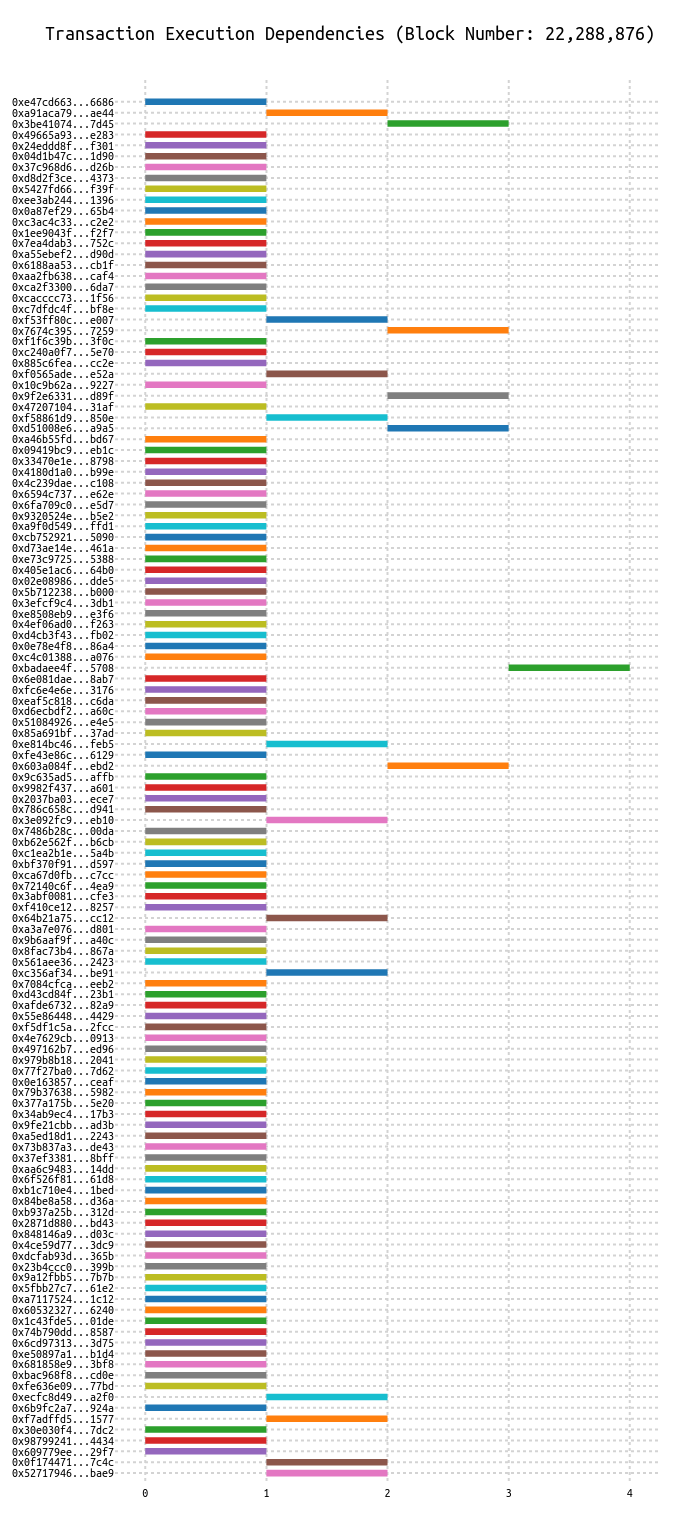 Transaction Execution Dependencies (Block Number: 22,288,876)
0xe47cd663...6686
0xa91aca79...ae44
0x3be41074...7d45
0x49665a93...e283
0x24eddd8f...f301
0x04d1b47c...1d90
0x37c968d6...d26b
0xd8d2f3ce...4373
0x5427fd66...f39f
0xee3ab244...1396
0x0a87ef29...65b4
0xc3ac4c33...c2e2
0x1ee9043f...f2f7
0x7ea4dab3...752c
0xa55ebef2...d90d
0x6188aa53...cb1f
0xaa2fb638...caf4
0xca2f3300...6da7
0xcacccc73...1f56
0xc7dfdc4f...bf8e
0xf53ff80c...e007
0x7674c395...7259
0xf1f6c39b...3f0c
0xc240a0f7...5e70
0x885c6fea...cc2e
0xf0565ade...e52a
0x10c9b62a...9227
0x9f2e6331...d89f
0x47207104...31af
0xf58861d9...850e
0xd51008e6...a9a5
0xa46b55fd...bd67
0x09419bc9...eb1c
0x33470e1e...8798
0x4180d1a0...b99e
0x4c239dae...c108
0x6594c737...e62e
0x6fa709c0...e5d7
0x9320524e...b5e2
0xa9f0d549...ffd1
0xcb752921...5090
0xd73ae14e...461a
0xe73c9725...5388
0x405e1ac6...64b0
0x02e08986...dde5
0x5b712238...b000
0x3efcf9c4...3db1
0xe8508eb9...e3f6
0x4ef06ad0...f263
0xd4cb3f43...fb02
0x0e78e4f8...86a4
0xc4c01388...a076
0xbadaee4f...5708
0x6e081dae...8ab7
0xfc6e4e6e...3176
0xeaf5c818...c6da
0xd6ecbdf2...a60c
0x51084926...e4e5
0x85a691bf...37ad
0xe814bc46...feb5
0xfe43e86c...6129
0x603a084f...ebd2
0x9c635ad5...affb
0x9982f437...a601
0x2037ba03...ece7
0x786c658c...d941
0x3e092fc9...eb10
0x7486b28c...00da
0xb62e562f...b6cb
0xc1ea2b1e...5a4b
0xbf370f91...d597
0xca67d0fb...c7cc
0x72140c6f...4ea9
0x3abf0081...cfe3
0xf410ce12...8257
0x64b21a75...cc12
0xa3a7e076...d801
0x9b6aaf9f...a40c
0x8fac73b4...867a
0x561aee36...2423
0xc356af34...be91
0x7084cfca...eeb2
0xd43cd84f...23b1
0xafde6732...82a9
0x55e86448...4429
0xf5df1c5a...2fcc
0x4e7629cb...0913
0x497162b7...ed96
0x979b8b18...2041
0x77f27ba0...7d62
0x0e163857...ceaf
0x79b37638...5982
0x377a175b...5e20
0x34ab9ec4...17b3
0x9fe21cbb...ad3b
0xa5ed18d1...2243
0x73b837a3...de43
0x37ef3381...8bff
0xaa6c9483...14dd
0x6f526f81...61d8
0xb1c710e4...1bed
0x84be8a58...d36a
0xb937a25b...312d
0x2871d880...bd43
0x848146a9...d03c
0x4ce59d77...3dc9
0xdcfab93d...365b
0x23b4ccc0...399b
0x9a12fbb5...7b7b
0x5fbb27c7...61e2
0xa7117524...1c12
0x60532327...6240
0x1c43fde5...01de
0x74b790dd...8587
0x6cd97313...3d75
0xe50897a1...b1d4
0x681858e9...3bf8
0xbac968f8...cd0e
0xfe636e09...77bd
0xecfc8d49...a2f0
0x6b9fc2a7...924a
0xf7adffd5...1577
0x30e030f4...7dc2
0x98799241...4434
0x609779ee...29f7
0x0f174471...7c4c
0x52717946...bae9
0 1 2 3 4